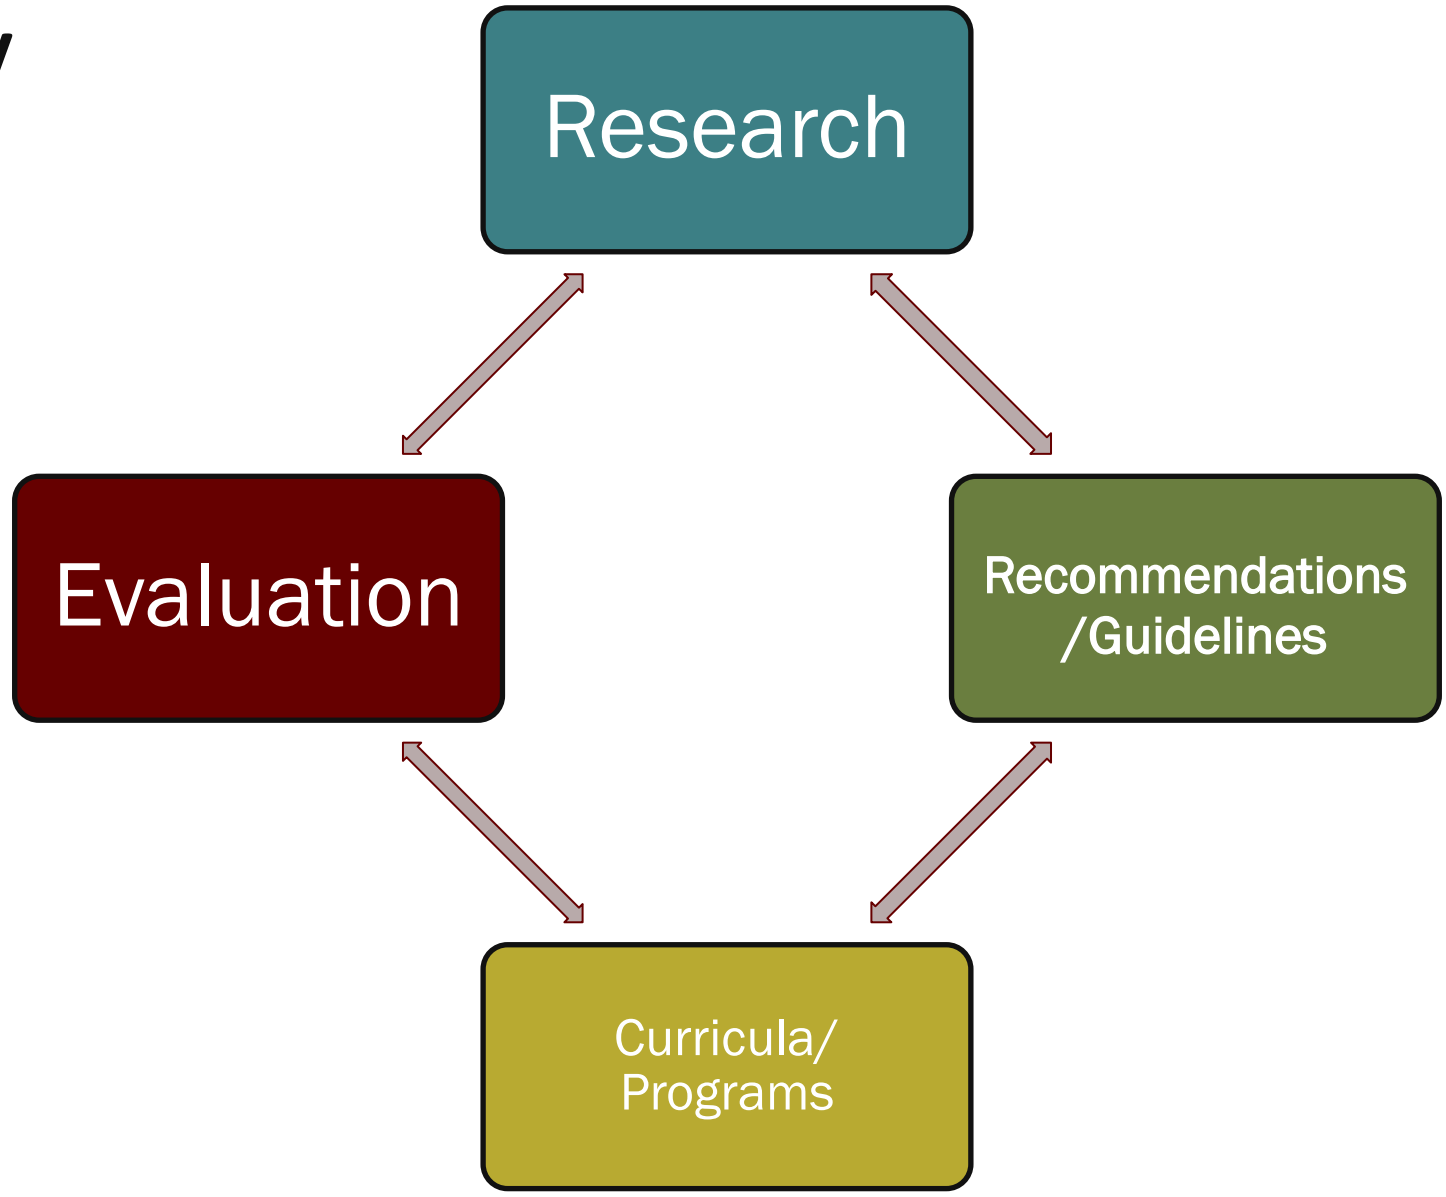 Research
Evaluation
Recommendations
/Guidelines
Curricula/
Programs